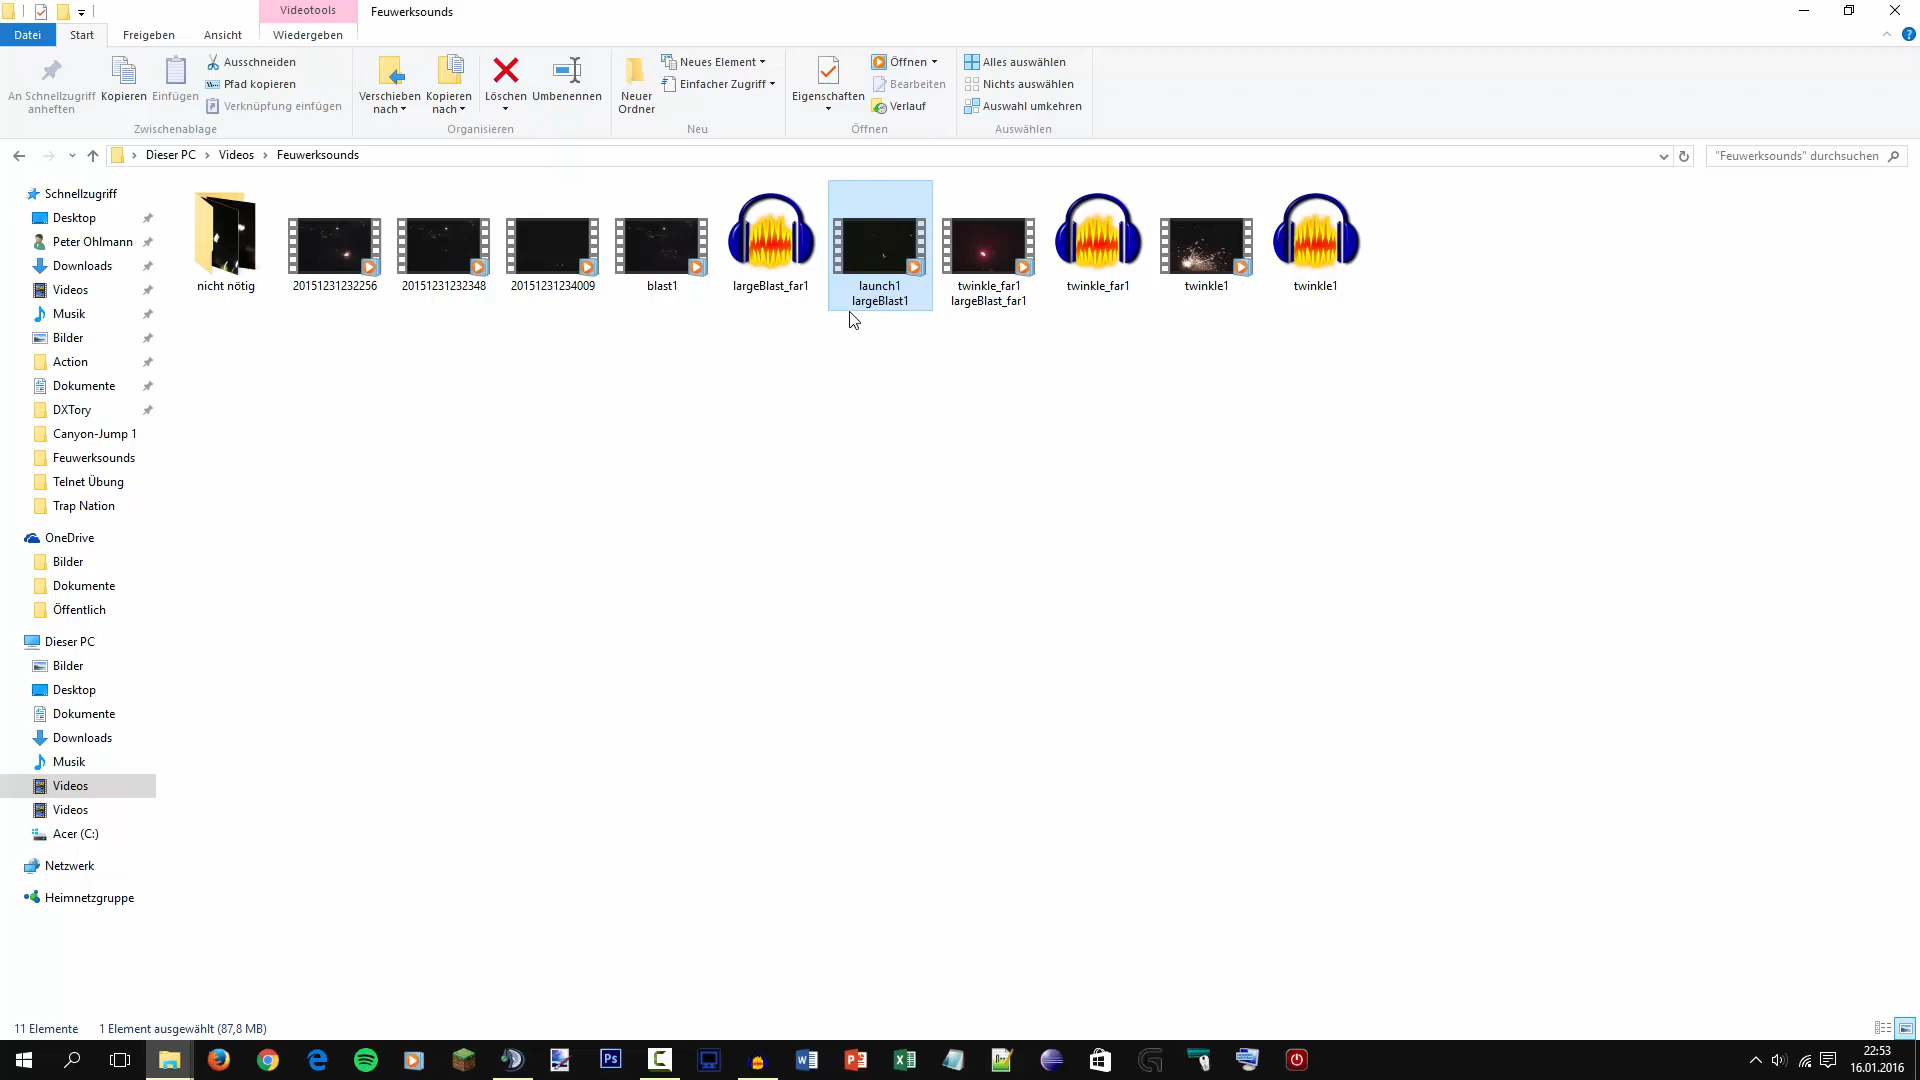 Videotools
Feuwerksounds
Datei
Start
Freigeben
Ansicht
Wiedergeben
An Schnellzugriff
anheften
Kopieren
Einfügen
Ausschneiden
Pfad kopieren
Verknüpfung einfügen
Zwischenablage
Verschieben
nach
Kopieren
nach
Löschen
Umbenennen
Organisieren
Neuer
Ordner
Neues Element
Einfacher Zugriff
Neu
Eigenschaften
Öffnen
Bearbeiten
Verlauf
Öffnen
Alles auswählen
Nichts auswählen
Auswahl umkehren
Auswählen
Dieser PC
Videos
Feuwerksounds
"Feuwerksounds" durchsuchen
Schnellzugriff
Desktop
Peter Ohlmann
Downloads
Videos
Musik
Bilder
Action
Dokumente
DXTory
Canyon-Jump 1
Feuwerksounds
Telnet Übung
Trap Nation
OneDrive
Bilder
Dokumente
Öffentlich
Dieser PC
Bilder
Desktop
Dokumente
Downloads
Musik
Videos
Videos
Acer (C:)
Netzwerk
Heimnetzgruppe
nicht nötig
20151231232256
20151231232348
20151231234009
blast1
largeBlast_far1
launch1
largeBlast1
twinkle_far1
largeBlast_far1
twinkle_far1
twinkle1
twinkle1
11 Elemente
1 Element ausgewählt (87,8 MB)
Ps
22:53
16.01.2016